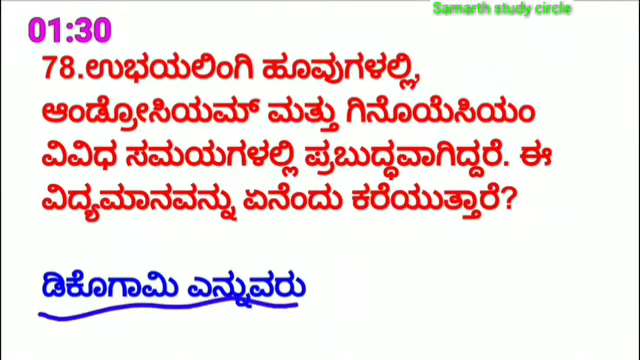 Samarth study circle
01:30
78.ಉಭಯಲಿಂಗಿ ಹೂವುಗಳಲ್ಲಿ,
ಆಂಡ್ರೋಸಿಯಮ್ ಮತ್ತು ಗಿನೊಯೆಸಿಯಂ
ವಿವಿಧ ಸಮಯಗಳಲ್ಲಿ ಪ್ರಬುದ್ಧವಾಗಿದ್ದರೆ. ಈ
ವಿದ್ಯಮಾನವನ್ನು ಏನೆಂದು ಕರೆಯುತ್ತಾರೆ?
ಡಿಕೊಗಾಮಿ ಎನ್ನುವರು